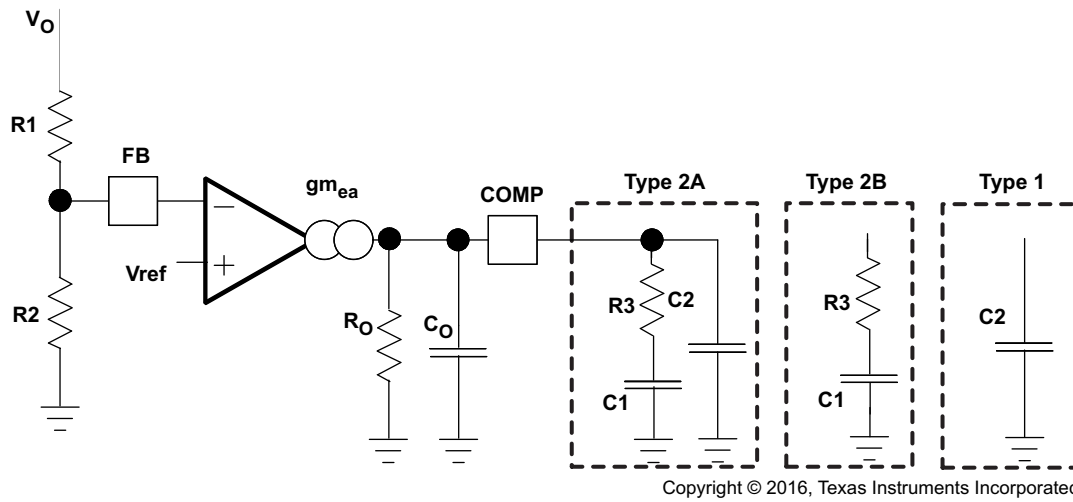 VO
R1
FB
gmea
COMP
Type 2A
Type 2B
Type 1
Vref
R2
RO
CO
R3
C2
C1
R3
C1
C2
Copyright © 2016, Texas Instruments Incorporated